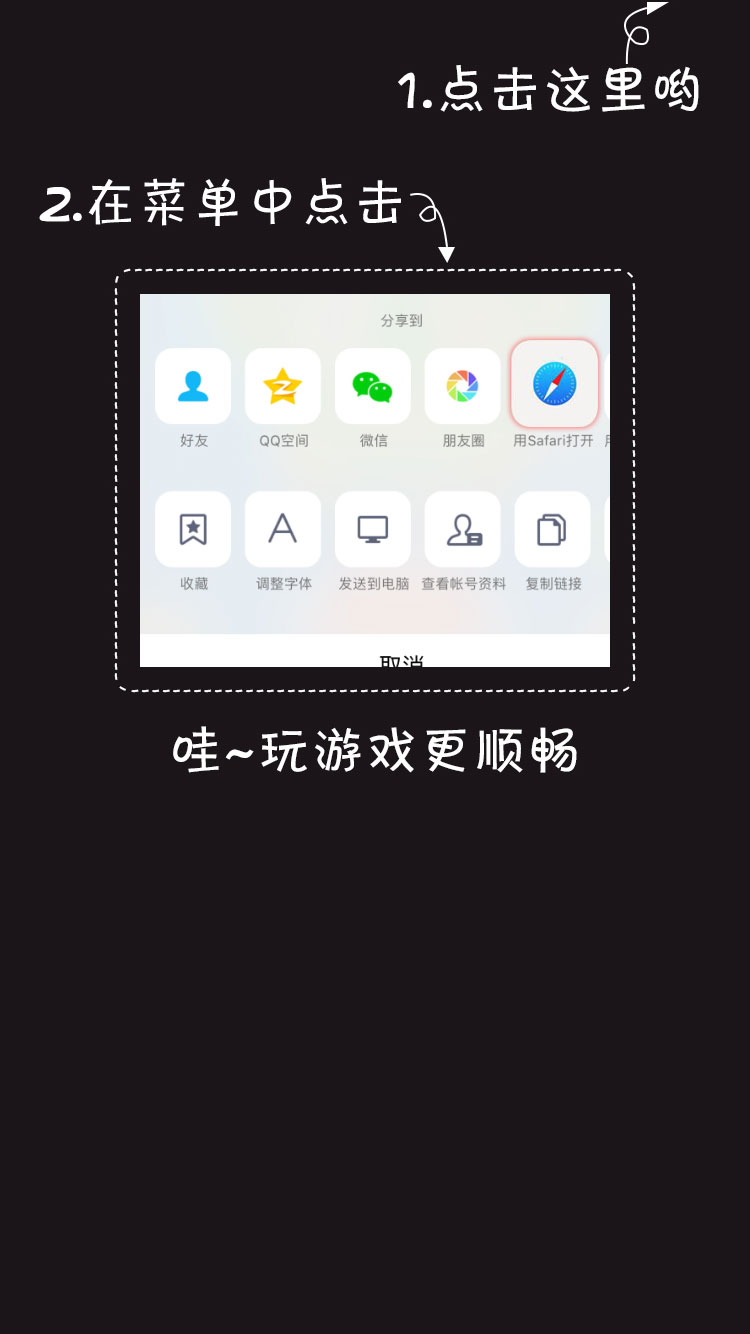 1.点击这里哟
2.在菜单中点击
分享到
好友 QQ空间 微信 朋友圈 用Safari打开
收藏 调整字体 发送到电脑 查看帐号资料 复制链接
取消
哇~玩游戏更顺畅